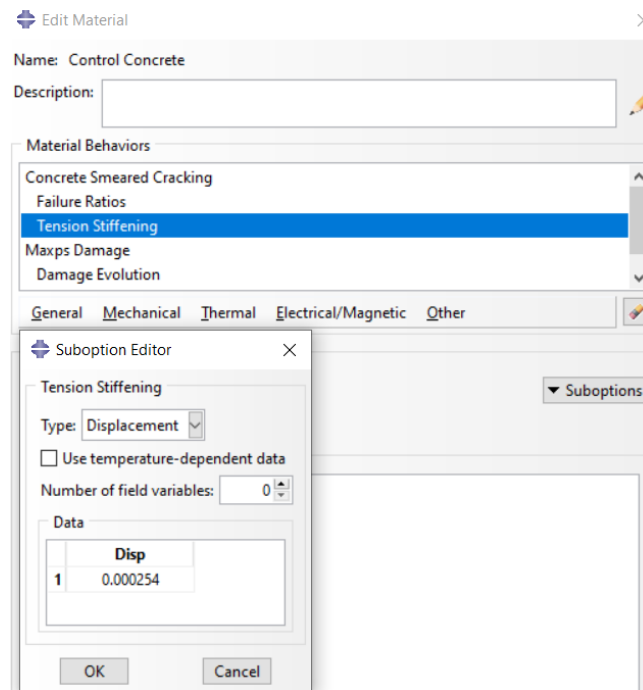 Edit Material
Name: Control Concrete
Description:
Material Behaviors
Concrete Smeared Cracking
Failure Ratios
Tension Stiffening
Maxps Damage
Damage Evolution
General Mechanical Thermal Electrical/Magnetic Other
Suboption Editor
Tension Stiffening
Type: Displacement
Use temperature-dependent data
Number of field variables: 0
Data
Disp
1 0.000254
OK Cancel
Suboptions